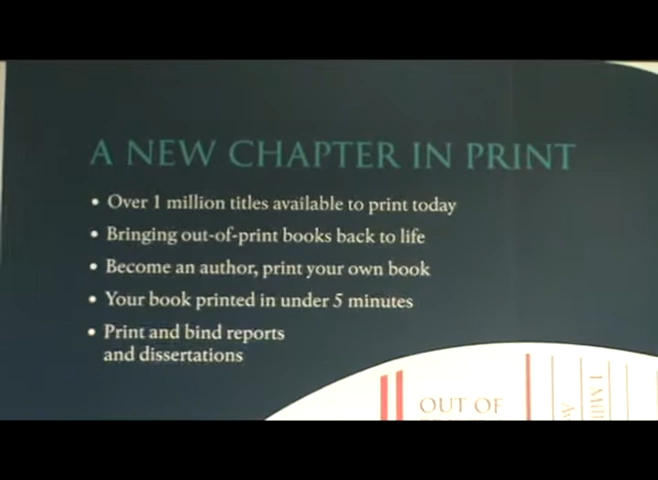 A NEW CHAPTER IN PRINT
• Over 1 million titles available to print today
• Bringing out-of-print books back to life
• Become an author, print your own book
• Your book printed in under 5 minutes
• Print and bind reports
and dissertations
OUT OF